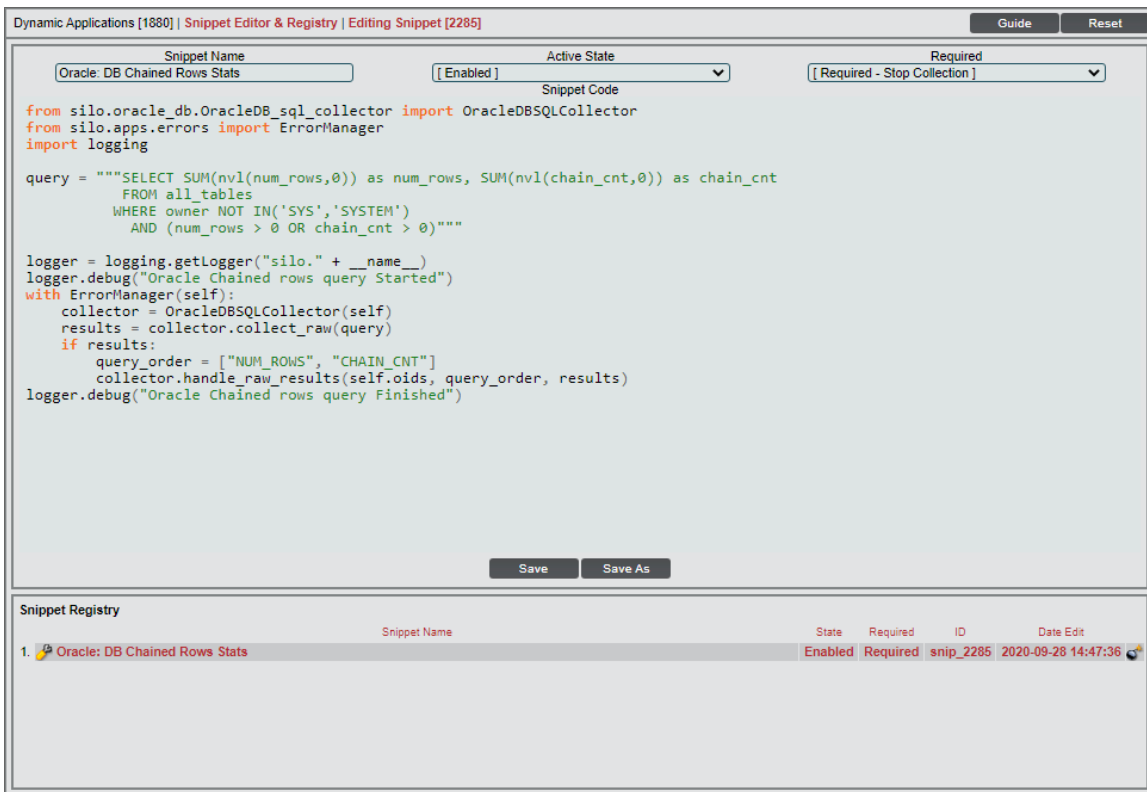 Dynamic Applications [1880] | Snippet Editor & Registry | Editing Snippet [2285] Guide Reset
Snippet Name Active State Required
Oracle: DB Chained Rows Stats [ Enabled ] [ Required - Stop Collection ]
Snippet Code
from silo.oracle_db.OracleDB_sql_collector import OracleDBSQLCollector
from silo.apps.errors import ErrorManager
import logging
query = """SELECT SUM(nvl(num_rows,0)) as num_rows, SUM(nvl(chain_cnt,0)) as chain_cnt
FROM all_tables
WHERE owner NOT IN('SYS','SYSTEM')
AND (num_rows > 0 OR chain_cnt > 0)"""
logger = logging.getLogger("silo." + __name__)
logger.debug("Oracle Chained rows query Started")
with ErrorManager(self):
    collector = OracleDBSQLCollector(self)
    results = collector.collect_raw(query)
    if results:
        query_order = ["NUM_ROWS", "CHAIN_CNT"]
        collector.handle_raw_results(self.oids, query_order, results)
logger.debug("Oracle Chained rows query Finished")
Save Save As
Snippet Registry
Snippet Name State Required ID Date Edit
1. Oracle: DB Chained Rows Stats Enabled Required snip_2285 2020-09-28 14:47:36